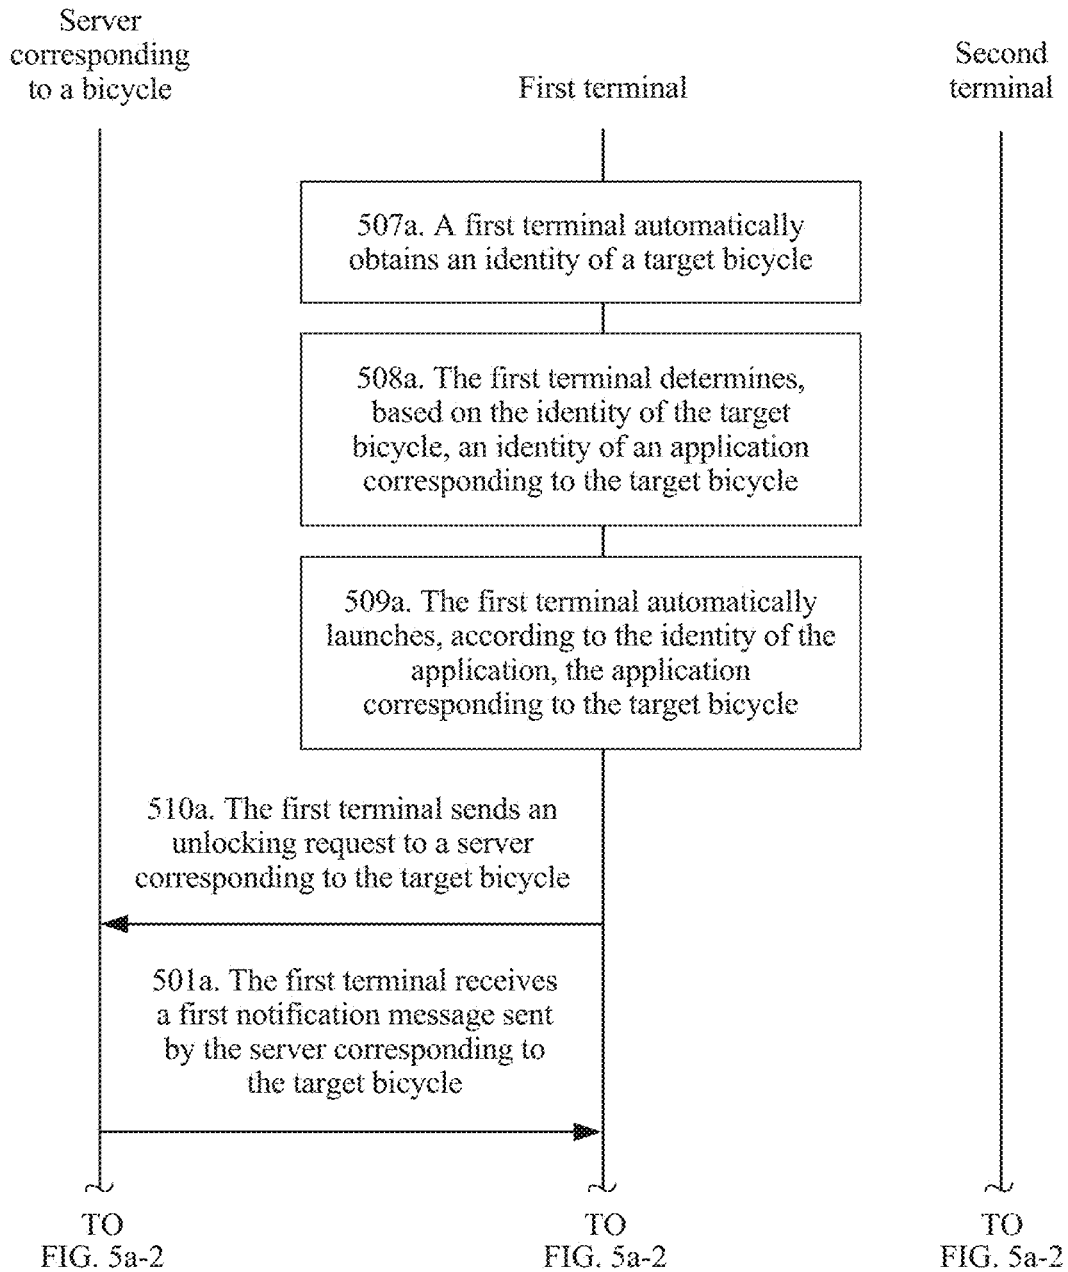 Server
corresponding
to a bicycle
First terminal
Second
terminal
507a. A first terminal automatically
obtains an identity of a target bicycle
508a. The first terminal determines,
based on the identity of the target
bicycle, an identity of an application
corresponding to the target bicycle
509a. The first terminal automatically
launches, according to the identity of the
application, the application
corresponding to the target bicycle
510a. The first terminal sends an
unlocking request to a server
corresponding to the target bicycle
501a. The first terminal receives
a first notification message sent
by the server corresponding to
the target bicycle
TO
FIG. 5a-2
TO
FIG. 5a-2
TO
FIG. 5a-2